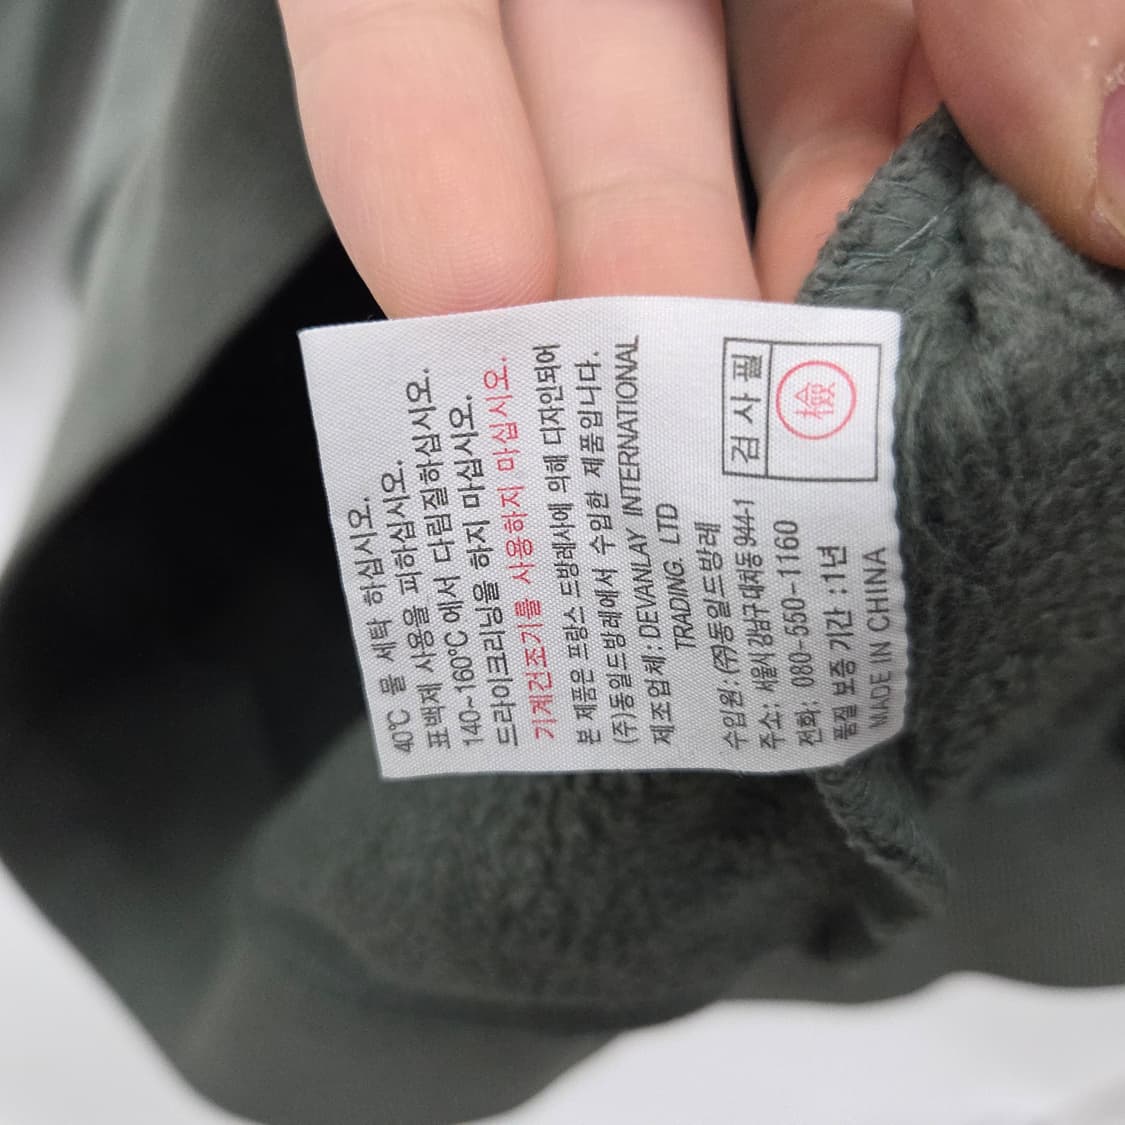 40℃ 물 세탁 하십시오.
표백제 사용을 피하십시오.
140~160℃ 에서 다림질하십시오.
드라이크리닝을 하지 마십시오.
기계건조기를 사용하지 마십시오.
본 제품은 프랑스 드방레사에 의해 디자인되어
(주)동일드방레에서 수입한 제품입니다.
제조업체: DEVANLAY INTERNATIONAL
TRADING. LTD
수입원: (주)동일드방레
주소: 서울시 강남구 대치동 944-1
전화: 080-550-1160
품질 보증 기간 : 1년
MADE IN CHINA
검사필
檢